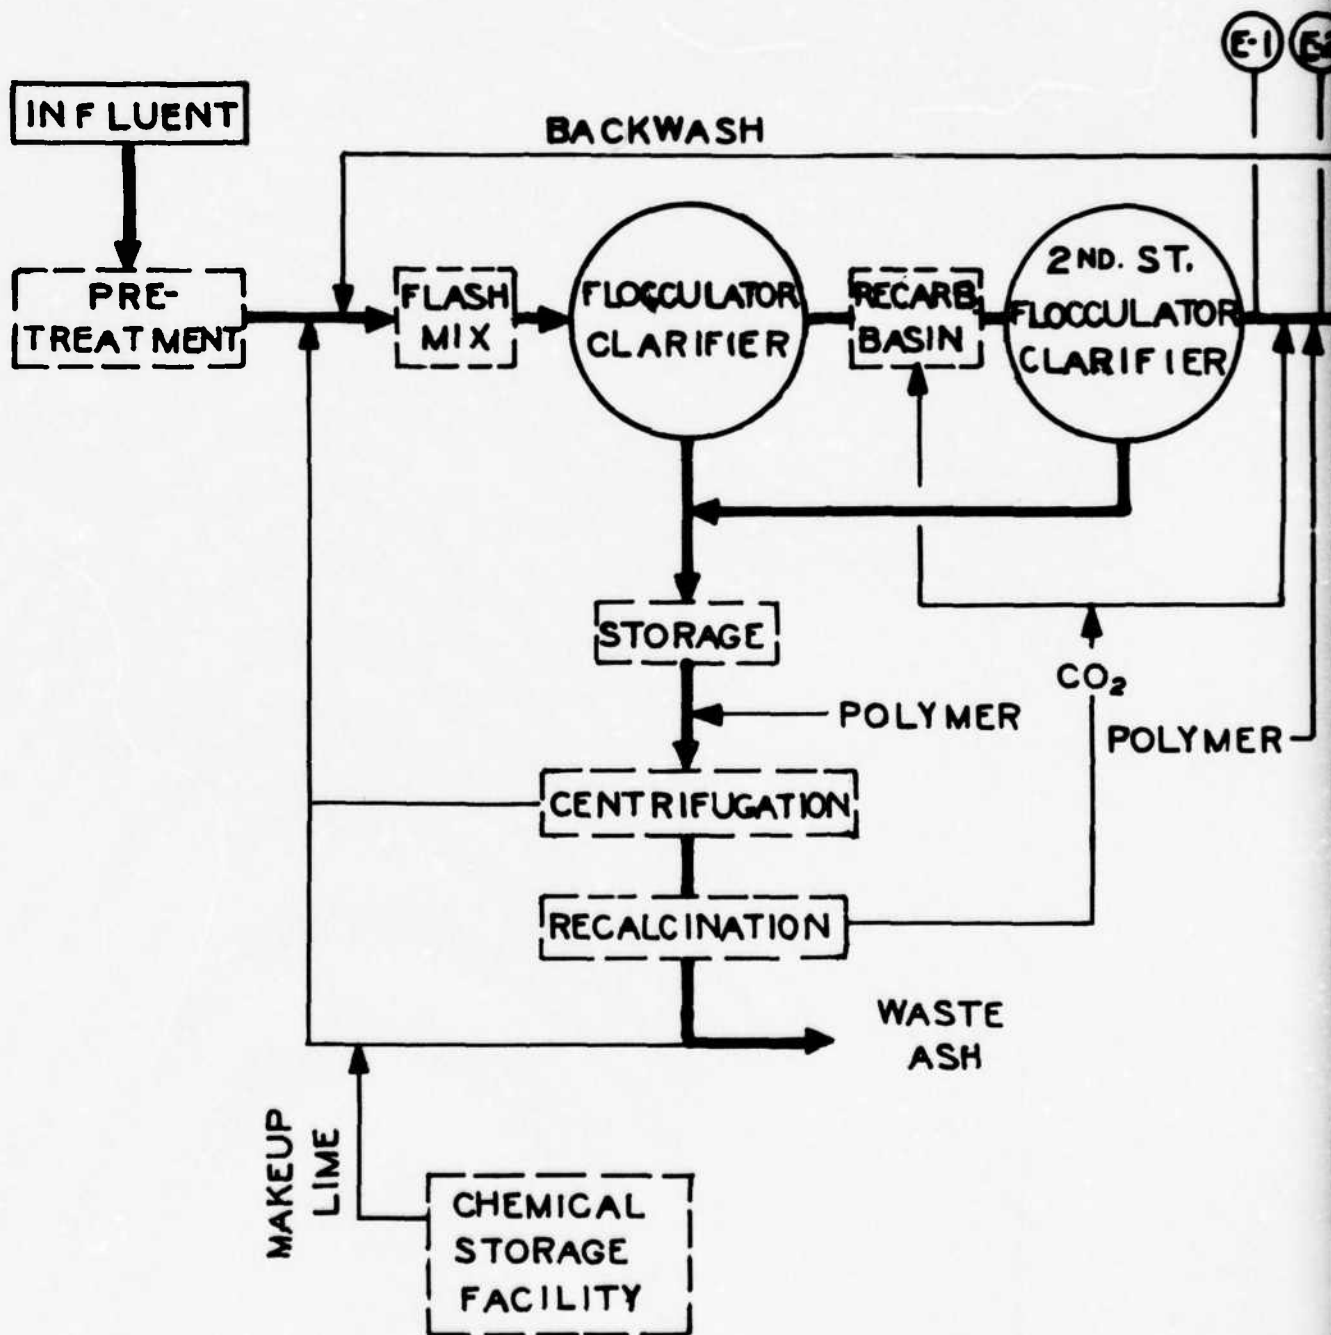 E-1
INFLUENT
BACKWASH
PRE-
TREATMENT
FLASH
MIX
FLOCCULATOR
CLARIFIER
RECARB
BASIN
2ND. ST.
FLOCCULATOR
CLARIFIER
STORAGE
CO₂
POLYMER
POLYMER
CENTRIFUGATION
RECALCINATION
WASTE
ASH
MAKEUP
LIME
CHEMICAL
STORAGE
FACILITY